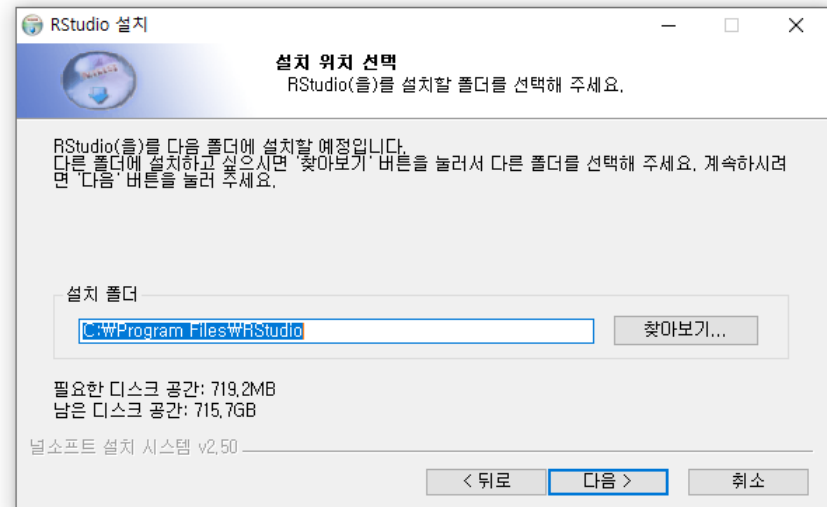 RStudio 설치
설치 위치 선택
RStudio(을)를 설치할 폴더를 선택해 주세요.
RStudio(을)를 다음 폴더에 설치할 예정입니다.
다른 폴더에 설치하고 싶으시면 '찾아보기' 버튼을 눌러서 다른 폴더를 선택해 주세요. 계속하시려
면 '다음' 버튼을 눌러 주세요.
설치 폴더
C:₩Program Files₩RStudio
찾아보기...
필요한 디스크 공간: 719.2MB
남은 디스크 공간: 715.7GB
널소프트 설치 시스템 v2.50
< 뒤로
다음 >
취소